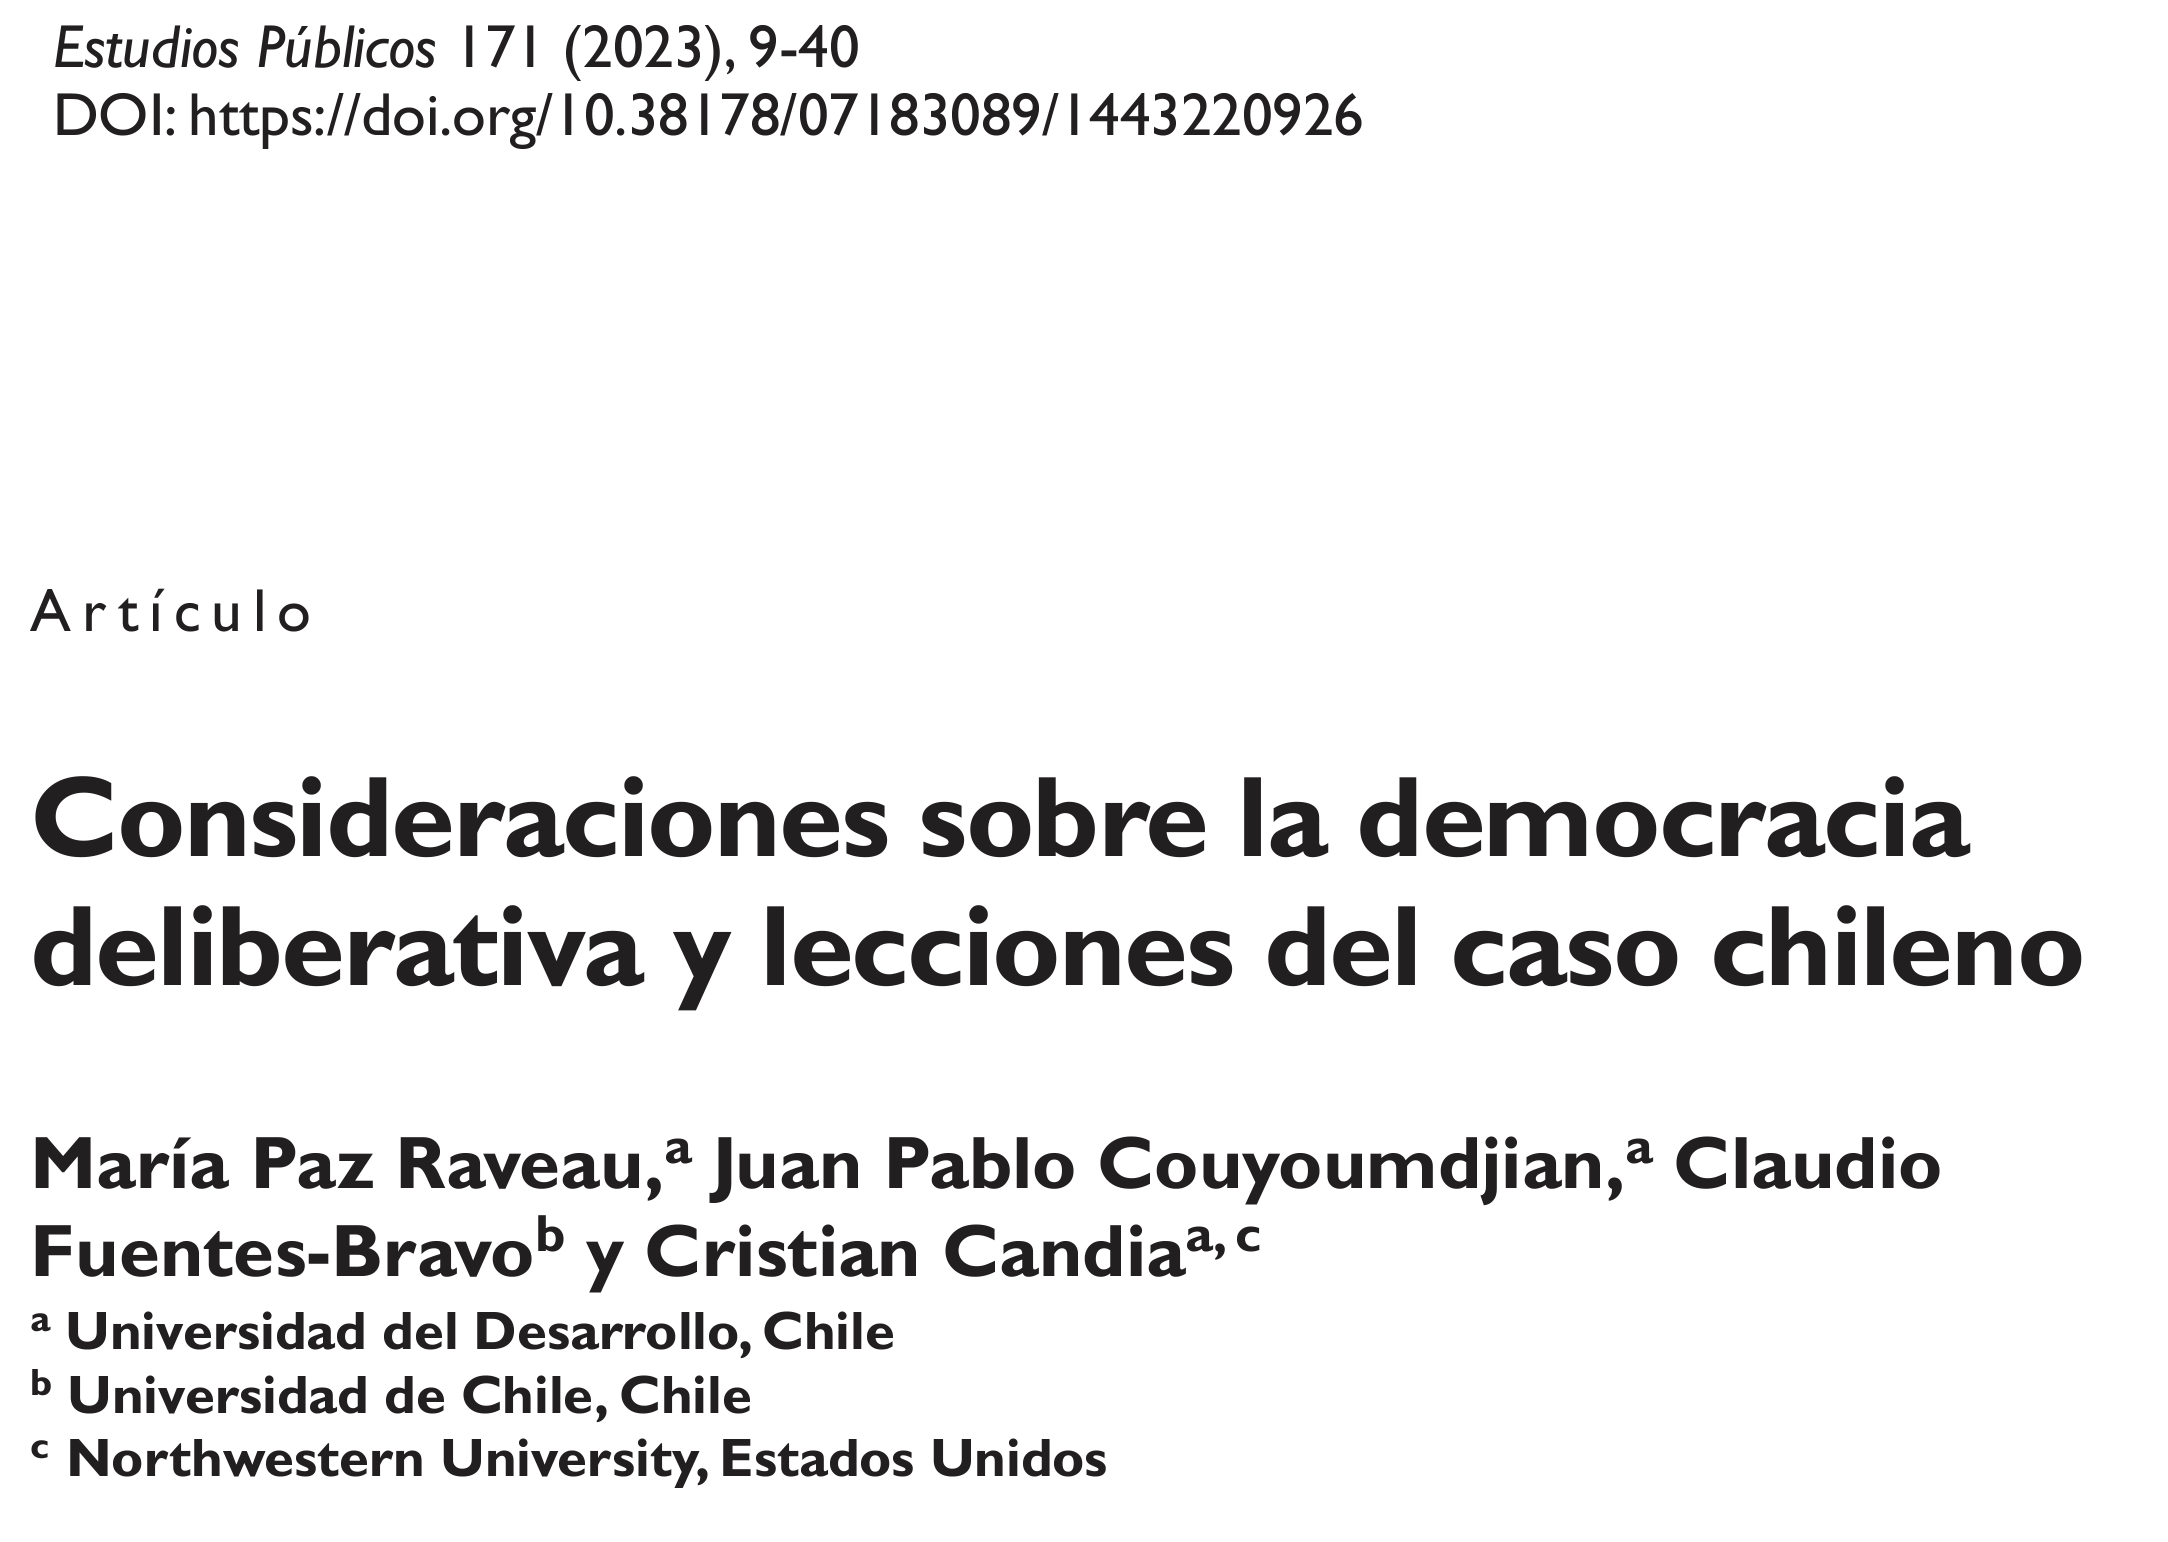 Estudios Públicos 171 (2023), 9-40
DOI: https://doi.org/10.38178/07183089/1443220926
Artículo
Consideraciones sobre la democracia
deliberativa y lecciones del caso chileno
María Paz Raveau,ᵃ Juan Pablo Couyoumdjian,ᵃ Claudio
Fuentes-Bravoᵇ y Cristian Candiaᵃ, ᶜ
ᵃ Universidad del Desarrollo, Chile
ᵇ Universidad de Chile, Chile
ᶜ Northwestern University, Estados Unidos